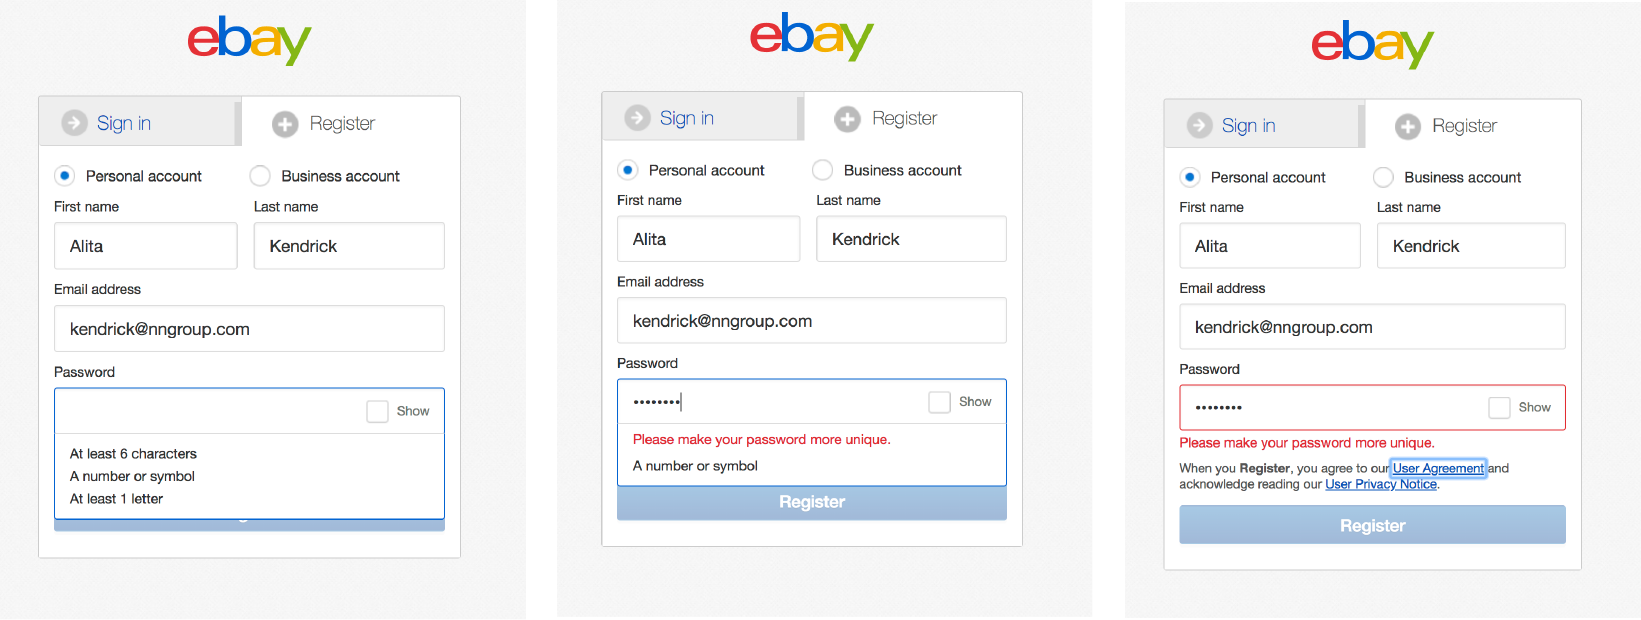 ebay
Sign in
Register
Personal account
Business account
First name
Last name
Alita
Kendrick
Email address
kendrick@nngroup.com
Password
Show
At least 6 characters
A number or symbol
At least 1 letter
ebay
Sign in
Register
Personal account
Business account
First name
Last name
Alita
Kendrick
Email address
kendrick@nngroup.com
Password
••••••••
Show
Please make your password more unique.
A number or symbol
Register
ebay
Sign in
Register
Personal account
Business account
First name
Last name
Alita
Kendrick
Email address
kendrick@nngroup.com
Password
••••••••
Show
Please make your password more unique.
When you Register, you agree to our User Agreement and
acknowledge reading our User Privacy Notice.
Register